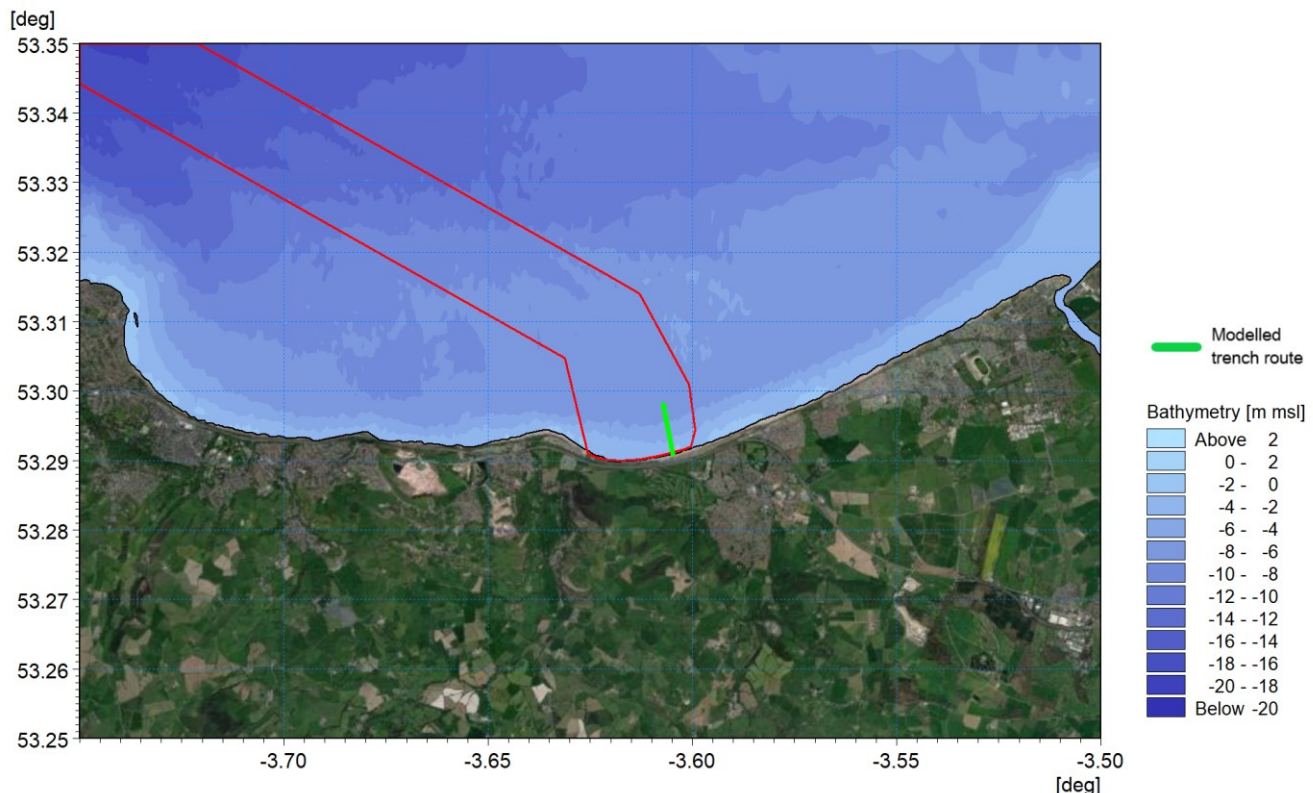 [deg]
53.35
53.34
53.33
53.32
53.31
53.30
53.29
53.28
53.27
53.26
53.25
-3.70
-3.65
-3.60
-3.55
-3.50
[deg]
Modelled
trench route
Bathymetry [m msl]
Above 2
0 - 2
-2 - 0
-4 - -2
-6 - -4
-8 - -6
-10 - -8
-12 - -10
-14 - -12
-16 - -14
-18 - -16
-20 - -18
Below -20